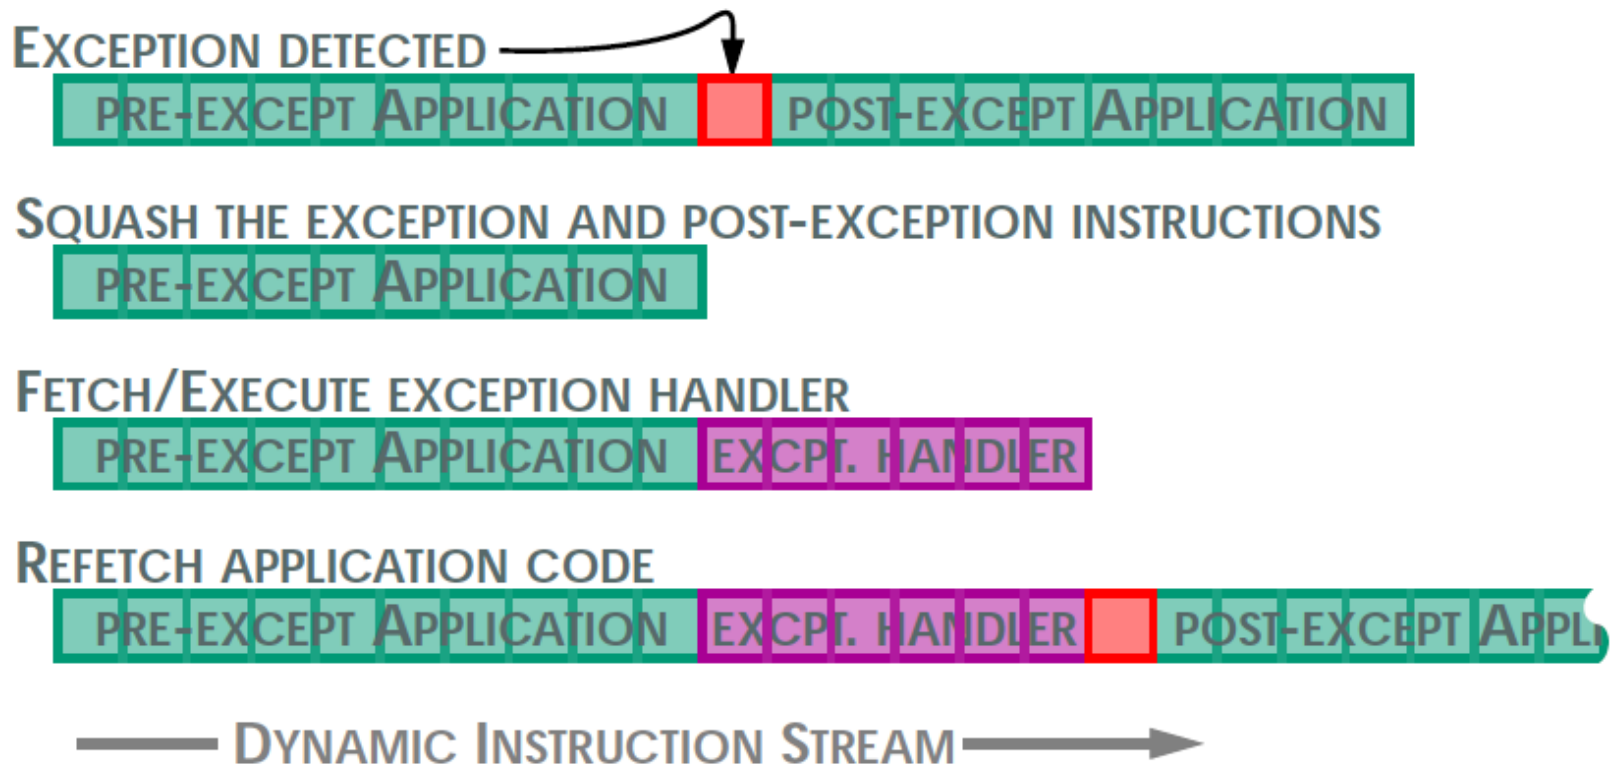 EXCEPTION DETECTED
PRE-EXCEPT APPLICATION POST-EXCEPT APPLICATION
SQUASH THE EXCEPTION AND POST-EXCEPTION INSTRUCTIONS
PRE-EXCEPT APPLICATION
FETCH/EXECUTE EXCEPTION HANDLER
PRE-EXCEPT APPLICATION EXCPT. HANDLER
REFETCH APPLICATION CODE
PRE-EXCEPT APPLICATION EXCPT. HANDLER POST-EXCEPT APPLI
DYNAMIC INSTRUCTION STREAM